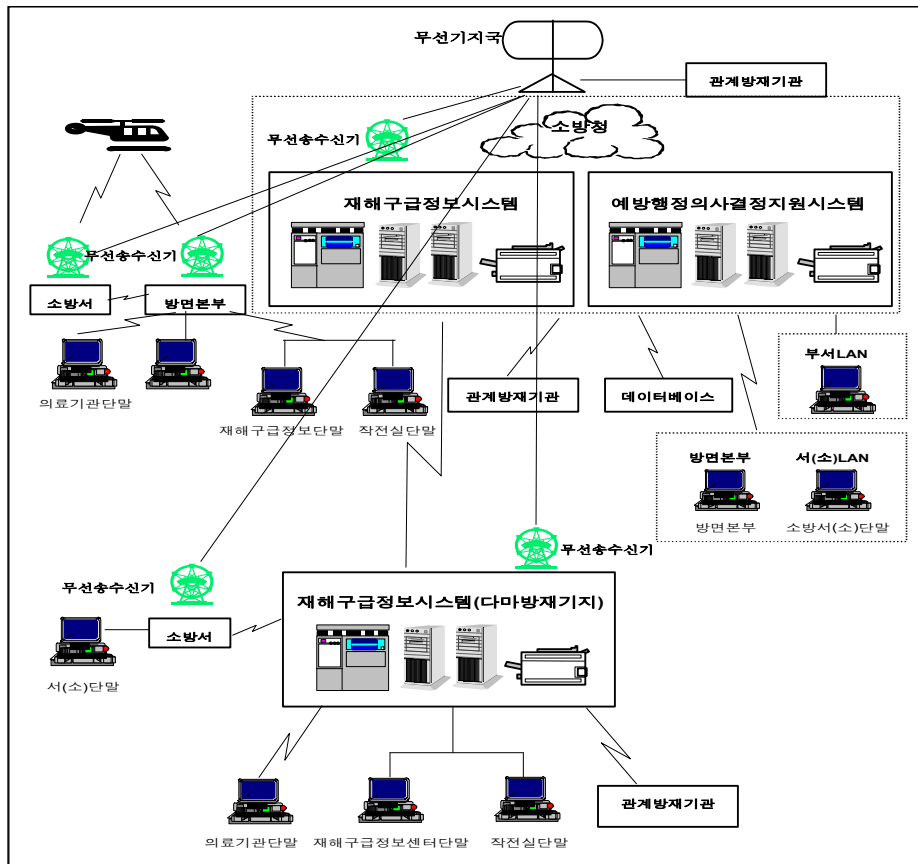 무선기지국
관계방재기관
소방청
무선송수신기
재해구급정보시스템
예방행정의사결정지원시스템
무선송수신기
소방서
방면본부
부서LAN
의료기관단말
관계방재기관
데이터베이스
재해구급정보단말
작전실단말
방면본부
서(소)LAN
방면본부
소방서(소)단말
무선송수신기
무선송수신기
재해구급정보시스템(다마방재기지)
소방서
서(소)단말
관계방재기관
의료기관단말
재해구급정보센터단말
작전실단말